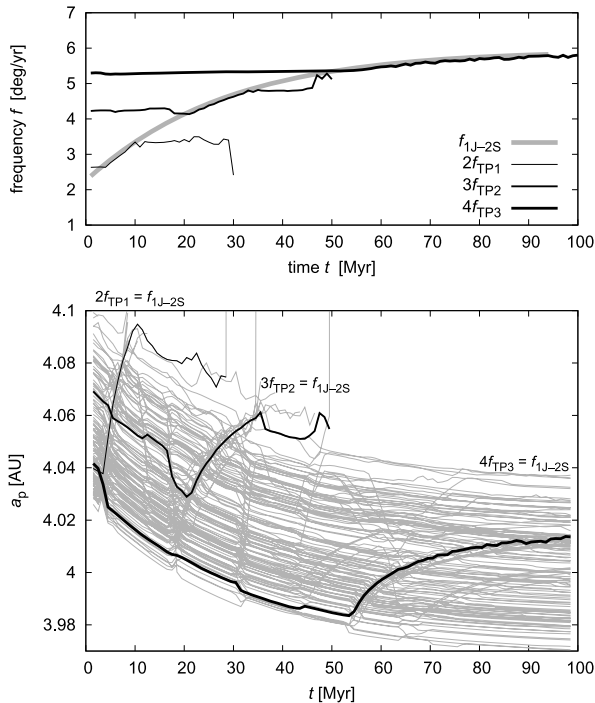 7
6
5
4
3
2
1
frequency f [deg/yr]
f1J–2S
2fTP1
3fTP2
4fTP3
0 10 20 30 40 50 60 70 80 90 100
time t [Myr]
2fTP1 = f1J–2S
3fTP2 = f1J–2S
4fTP3 = f1J–2S
4.1
4.08
4.06
4.04
4.02
4
3.98
ap [AU]
0 10 20 30 40 50 60 70 80 90 100
t [Myr]